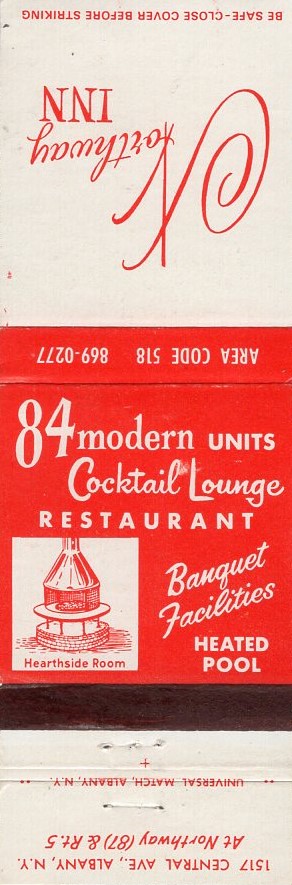 BE SAFE - CLOSE COVER BEFORE STRIKING
Northway
INN
AREA CODE 518 869-0277
84 modern UNITS
Cocktail Lounge
RESTAURANT
Banquet
Facilities
HEATED
POOL
Hearthside Room
UNIVERSAL MATCH, ALBANY, N.Y.
At Northway (87) & Rt. 5
1517 CENTRAL AVE., ALBANY, N.Y.